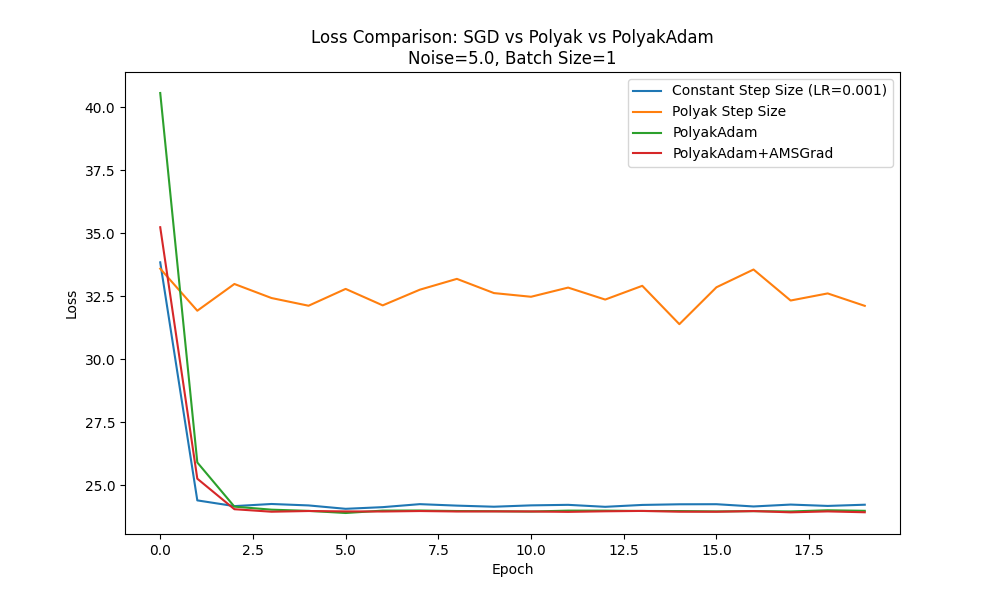 Loss Comparison: SGD vs Polyak vs PolyakAdam
Noise=5.0, Batch Size=1
Constant Step Size (LR=0.001)
Polyak Step Size
PolyakAdam
PolyakAdam+AMSGrad
Loss
40.0
37.5
35.0
32.5
30.0
27.5
25.0
0.0 2.5 5.0 7.5 10.0 12.5 15.0 17.5
Epoch